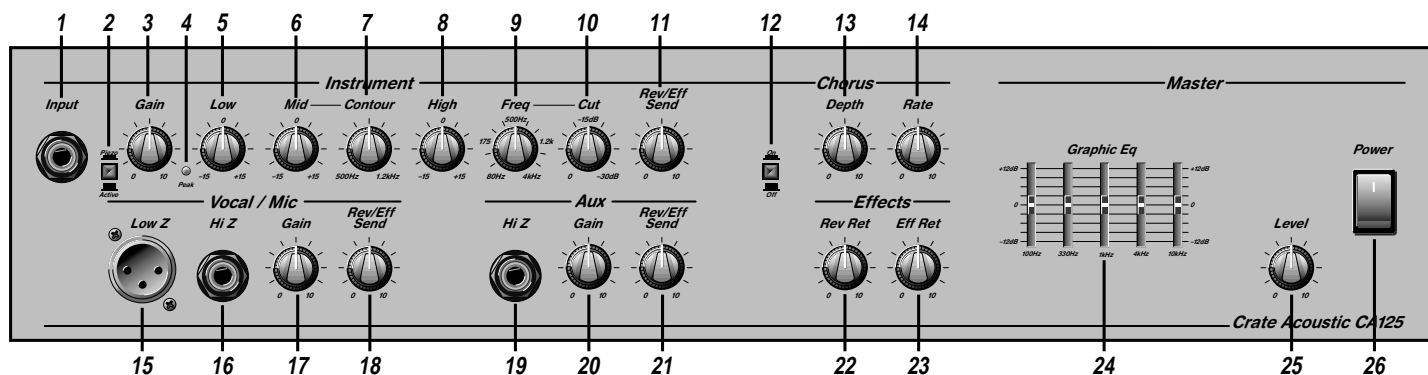 1 2 3 4 5 6 7 8 9 10 11 12 13 14
Instrument Chorus Master
Input Gain Low Mid Contour High Freq Cut Rev/Eff Send Depth Rate
0 0 0 500Hz -15dB
175 1.2k
Piezo
Active
Peak
0 10 -15 +15 -15 +15 500Hz 1.2kHz -15 +15 80Hz 4kHz -30dB 0 10
On
Off
0 10 0 10
Graphic Eq
+12dB +12dB
0 0
-12dB -12dB
100Hz 330Hz 1kHz 4kHz 10kHz
Power
Vocal / Mic Aux Effects
Low Z Hi Z Gain Rev/Eff Send Hi Z Gain Rev/Eff Send Rev Ret Eff Ret Level
0 10 0 10 0 10 0 10 0 10 0 10 0 10
Crate Acoustic CA125
15 16 17 18 19 20 21 22 23 24 25 26